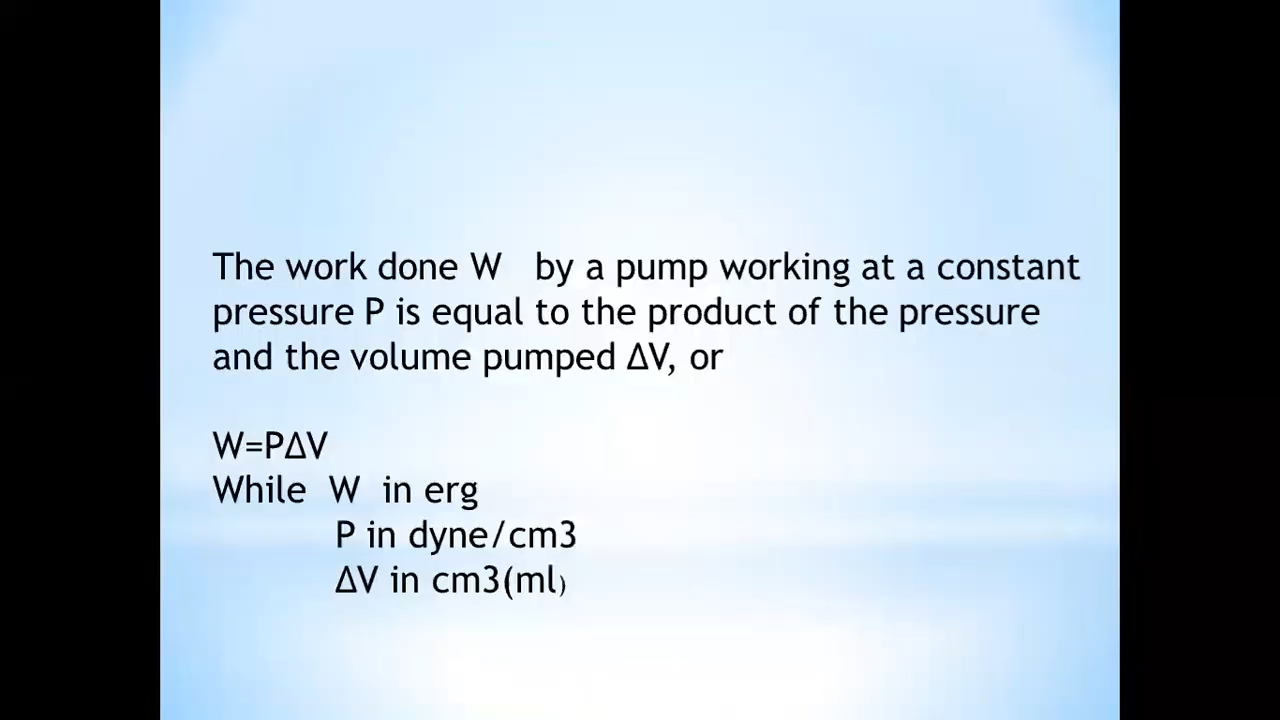 The work done W by a pump working at a constant
pressure P is equal to the product of the pressure
and the volume pumped ΔV, or
W=PΔV
While W in erg
P in dyne/cm3
ΔV in cm3(ml)